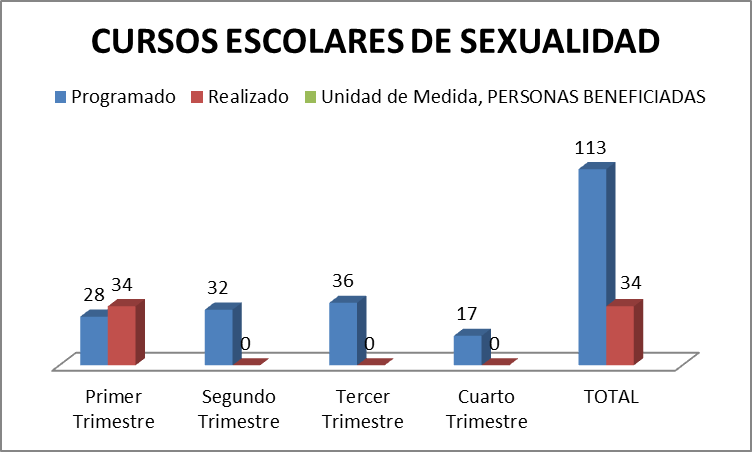 CURSOS ESCOLARES DE SEXUALIDAD
Programado Realizado Unidad de Medida, PERSONAS BENEFICIADAS
113
28 34 32 0 36 0 17 0 34
Primer Segundo Tercer Cuarto TOTAL
Trimestre Trimestre Trimestre Trimestre